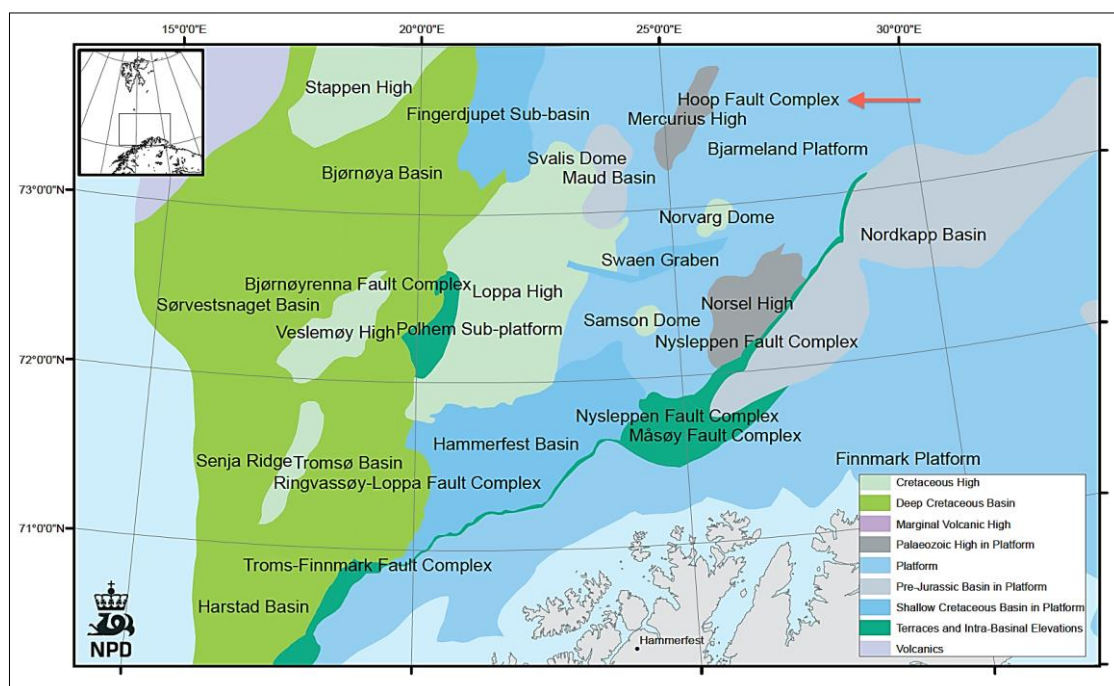 15°0'0"E 20°0'0"E 25°0'0"E 30°0'0"E
Stappen High
Hoop Fault Complex
Fingerdjupet Sub-basin
Mercurius High
Bjarmeland Platform
Svalis Dome
Bjørnøya Basin
Maud Basin
73°0'0"N
Norvarg Dome
Nordkapp Basin
Swaen Graben
Bjørnøyrenna Fault Complex
Loppa High
Sørvestsnaget Basin
Norsel High
Samson Dome
Veslemøy High
Polhem Sub-platform
Nysleppen Fault Complex
72°0'0"N
Nysleppen Fault Complex
Måsøy Fault Complex
Hammerfest Basin
Senja Ridge
Tromsø Basin
Finnmark Platform
Ringvassøy-Loppa Fault Complex
71°0'0"N
Troms-Finnmark Fault Complex
Harstad Basin
Hammerfest
NPD
Cretaceous High
Deep Cretaceous Basin
Marginal Volcanic High
Palaeozoic High in Platform
Platform
Pre-Jurassic Basin in Platform
Shallow Cretaceous Basin in Platform
Terraces and Intra-Basinal Elevations
Volcanics